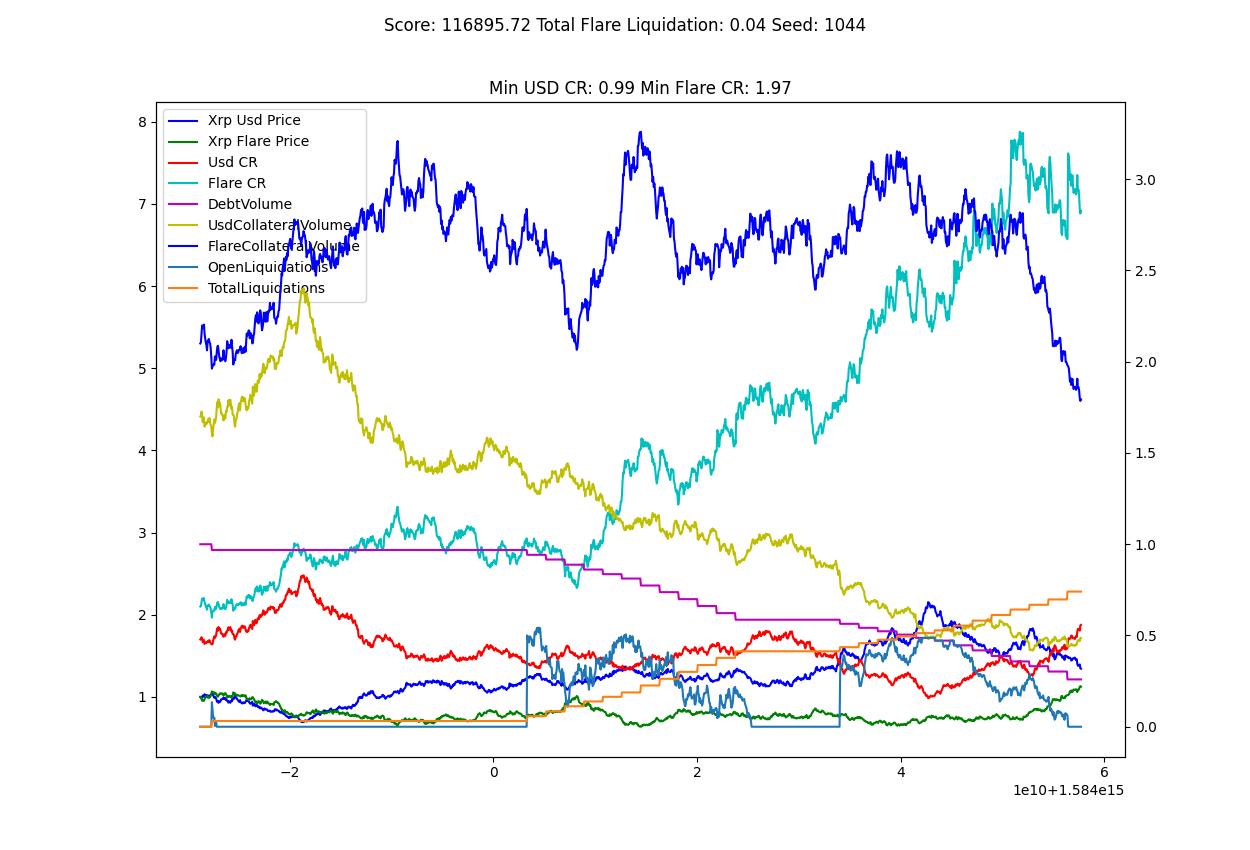 Score: 116895.72 Total Flare Liquidation: 0.04 Seed: 1044
Min USD CR: 0.99 Min Flare CR: 1.97
Xrp Usd Price
Xrp Flare Price
Usd CR
Flare CR
DebtVolume
UsdCollateralVolume
FlareCollateralVolume
OpenLiquidations
TotalLiquidations
8
7
6
5
4
3
2
1
3.0
2.5
2.0
1.5
1.0
0.5
0.0
−2
0
2
4
6
1e10+1.584e15